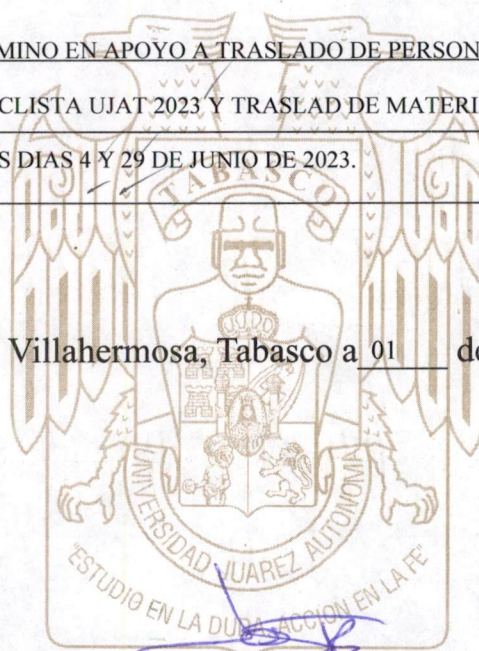 MINO EN APOYO A TRASLADO DE PERSON
CLISTA UJAT 2023 Y TRASLAD DE MATERI
S DIAS 4 Y 29 DE JUNIO DE 2023.
TABASCO
Villahermosa, Tabasco a 01 de
UNIVERSIDAD JUAREZ AUTONOMA
"ESTUDIO EN LA DUDA. ACCION EN LA FE"